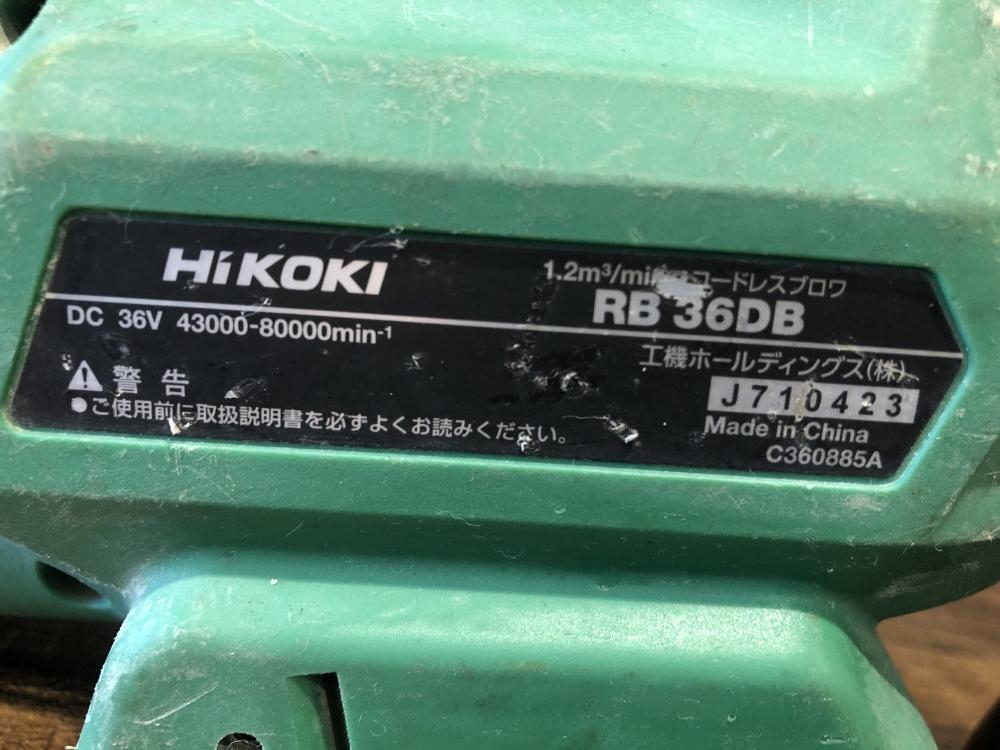 HiKOKI
1.2m³/min コードレスブロワ
RB 36DB
DC 36V 43000-80000min-1
工機ホールディングス(株)
警告
●ご使用前に取扱説明書を必ずよくお読みください。
J710423
Made in China
C360885A